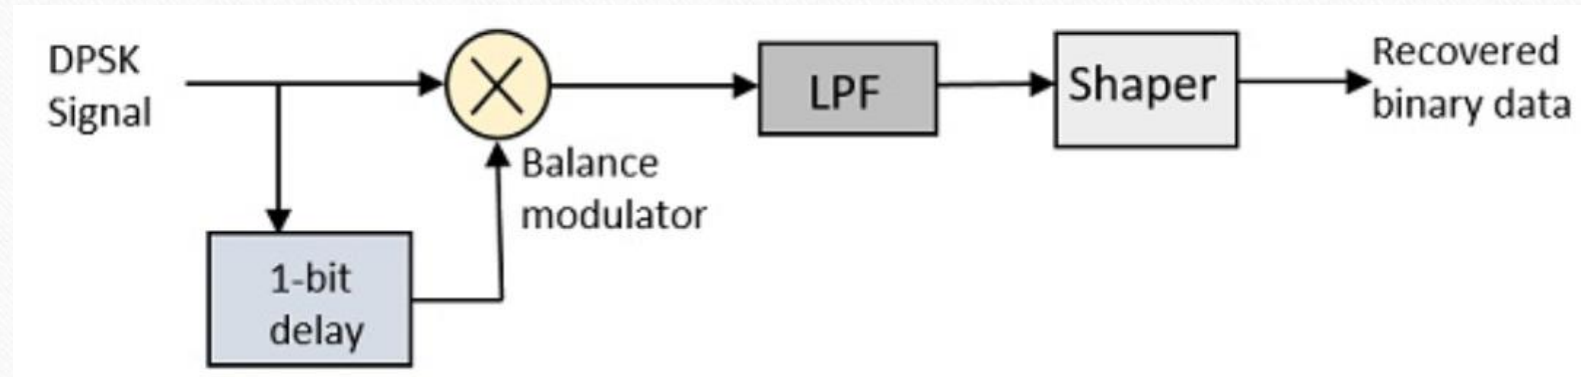 DPSK
Signal
LPF
Shaper
Recovered
binary data
Balance
modulator
1-bit
delay